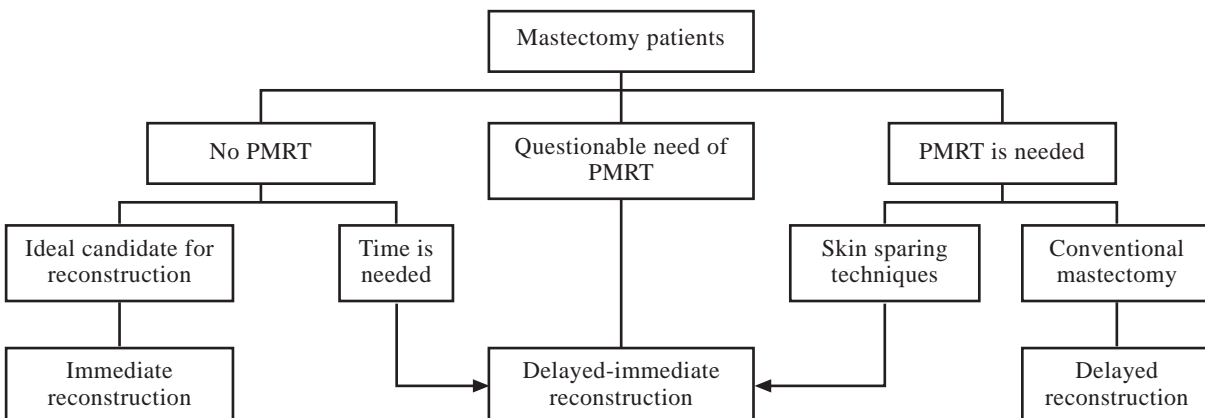 Mastectomy patients
No PMRT
Questionable need of
PMRT
PMRT is needed
Ideal candidate for
reconstruction
Time is
needed
Skin sparing
techniques
Conventional
mastectomy
Immediate
reconstruction
Delayed-immediate
reconstruction
Delayed
reconstruction